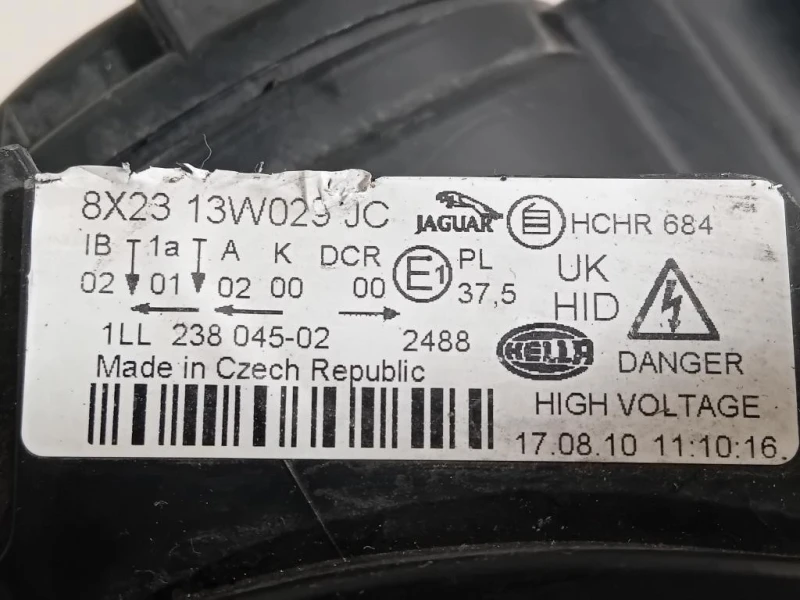 8X23 13W029 JC JAGUAR HCHR 684
IB 1a A K DCR E1 PL UK
02 01 02 00 00 37,5 HID
1LL 238 045-02 2488 HELLA DANGER
Made in Czech Republic
HIGH VOLTAGE
17.08.10 11:10:16